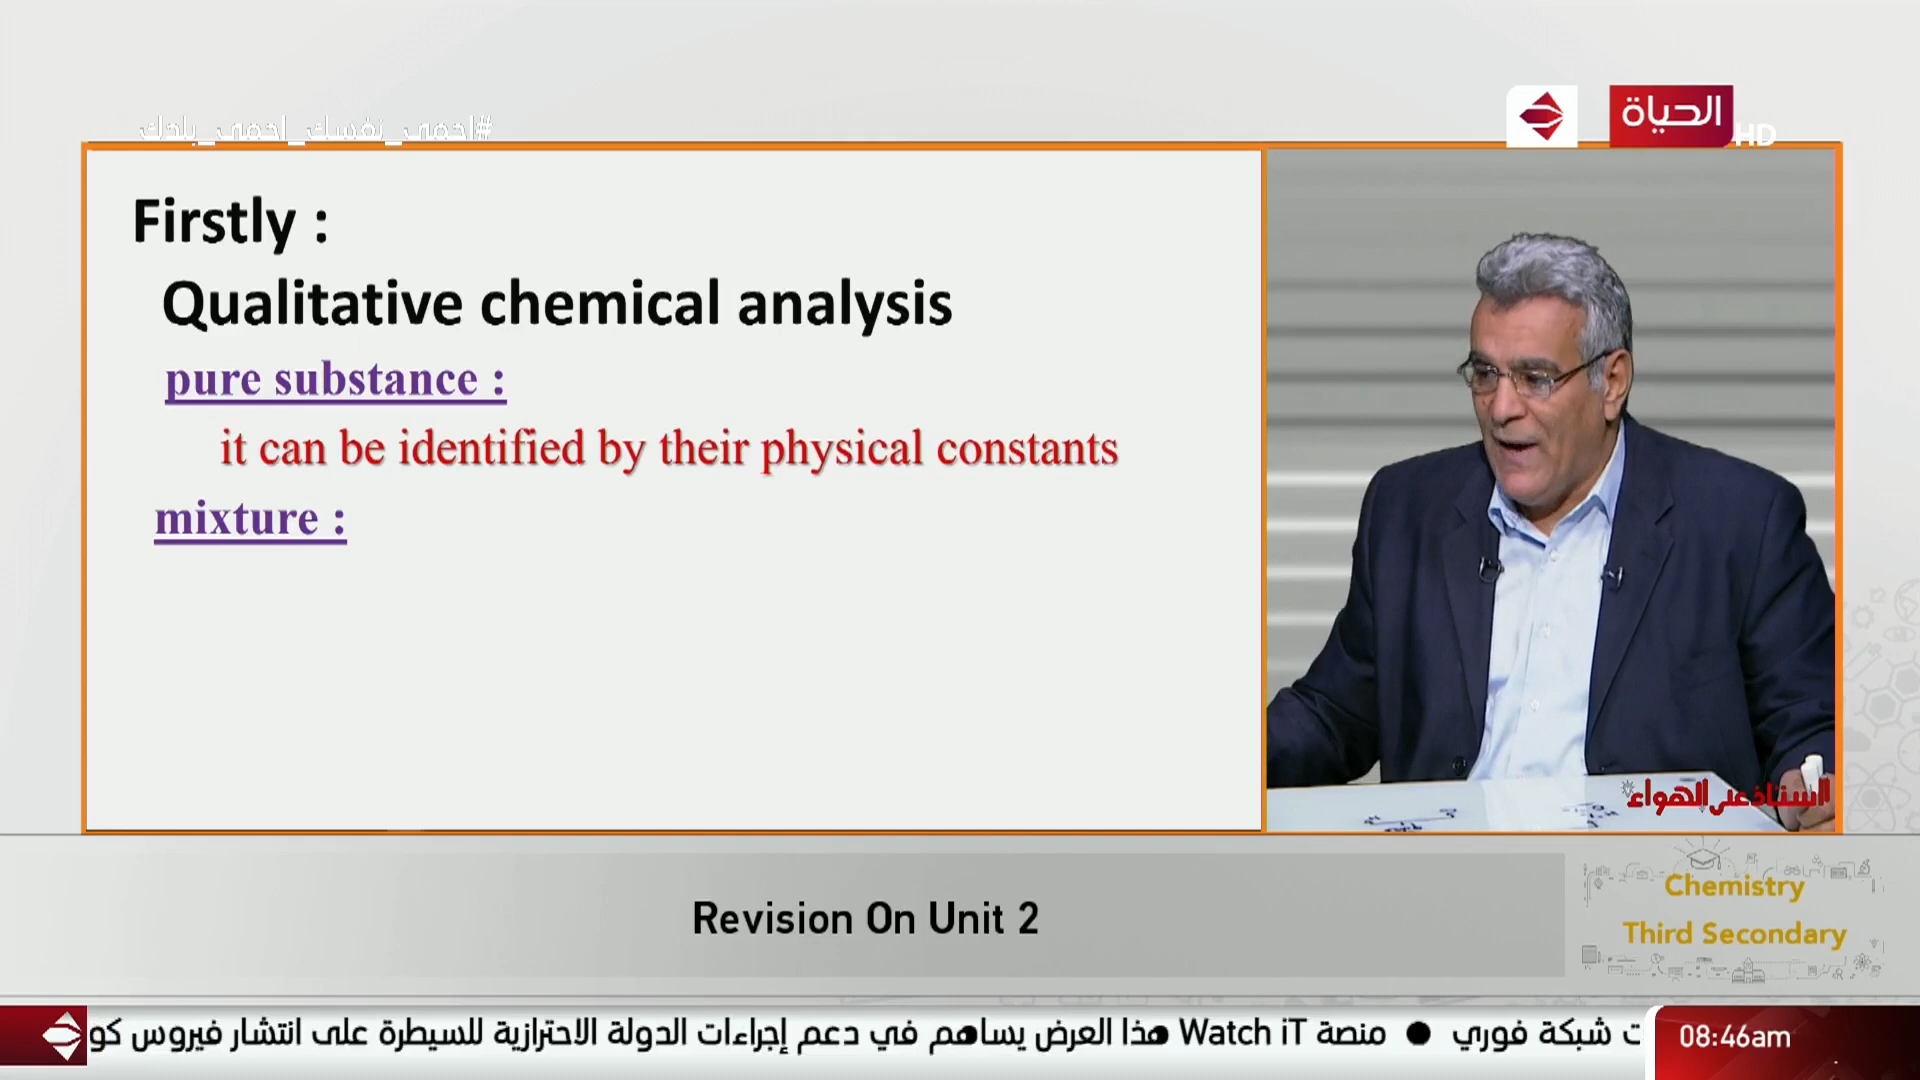 #احمي_نفسك_احمي_بلدك
الحياة
HD
Firstly :
Qualitative chemical analysis
pure substance :
it can be identified by their physical constants
mixture :
الستاذ على الهواء
Revision On Unit 2
Chemistry
Third Secondary
ت شبكة فوري ● منصة Watch iT هذا العرض يساهم في دعم إجراءات الدولة الاحترازية للسيطرة على انتشار فيروس كو
08:46am